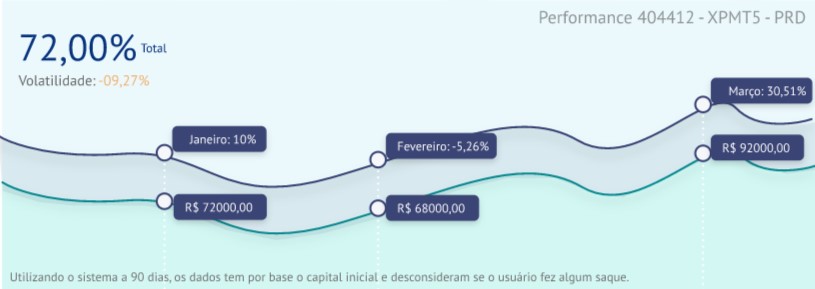 Performance 404412 - XPMT5 - PRD
72,00% Total
Volatilidade: -09,27%
Janeiro: 10%
Fevereiro: -5,26%
Março: 30,51%
R$ 72000,00
R$ 68000,00
R$ 92000,00
Utilizando o sistema a 90 dias, os dados tem por base o capital inicial e desconsideram se o usuário fez algum saque.